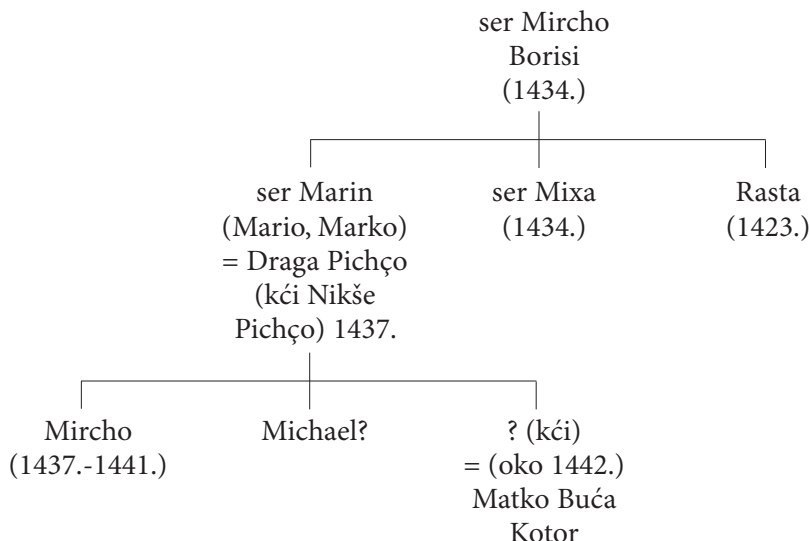 ser Mircho
Borisi
(1434.)
ser Marin
(Mario, Marko)
= Draga Pichço
(kći Nikše
Pichço) 1437.
ser Mixa
(1434.)
Rasta
(1423.)
Mircho
(1437.-1441.)
Michael?
? (kći)
= (oko 1442.)
Matko Buća
Kotor